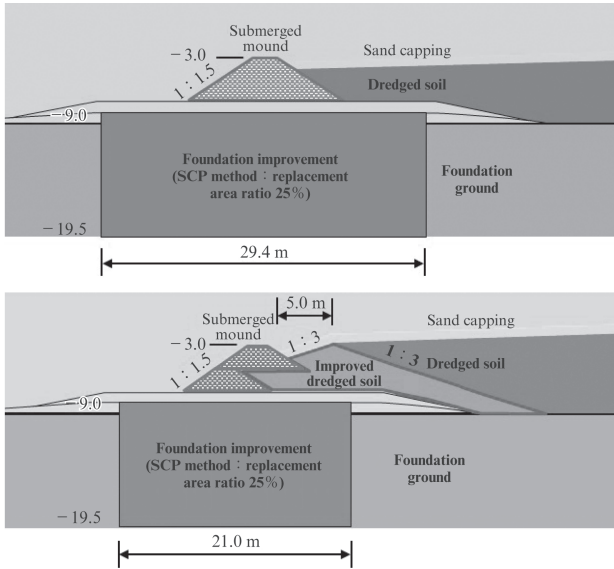 Submerged
mound
−3.0
Sand capping
1：1.5
Dredged soil
−9.0
Foundation improvement
(SCP method：replacement
area ratio 25%)
Foundation
ground
−19.5
29.4 m
5.0 m
Submerged
mound
Sand capping
−3.0
1：3
1：3
1：1.5
Improved
dredged soil
Dredged soil
−9.0
Foundation improvement
(SCP method：replacement
area ratio 25%)
Foundation
ground
−19.5
21.0 m